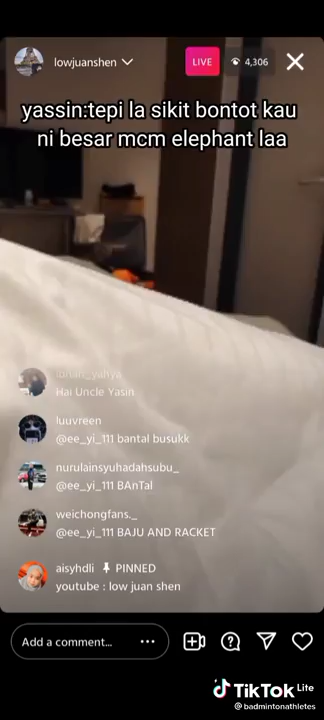 lowjuanshen
LIVE
4,306
yassin:tepi la sikit bontot kau
ni besar mcm elephant laa
Hai Uncle Yasin
luuvreen
@ee_yi_111 bantal busukk
nurulainsyuhadahsubu_
@ee_yi_111 BAnTal
weichongfans._
@ee_yi_111 BAJU AND RACKET
aisyhdli PINNED
youtube : low juan shen
Add a comment...
TikTok Lite
@badmintonathletes